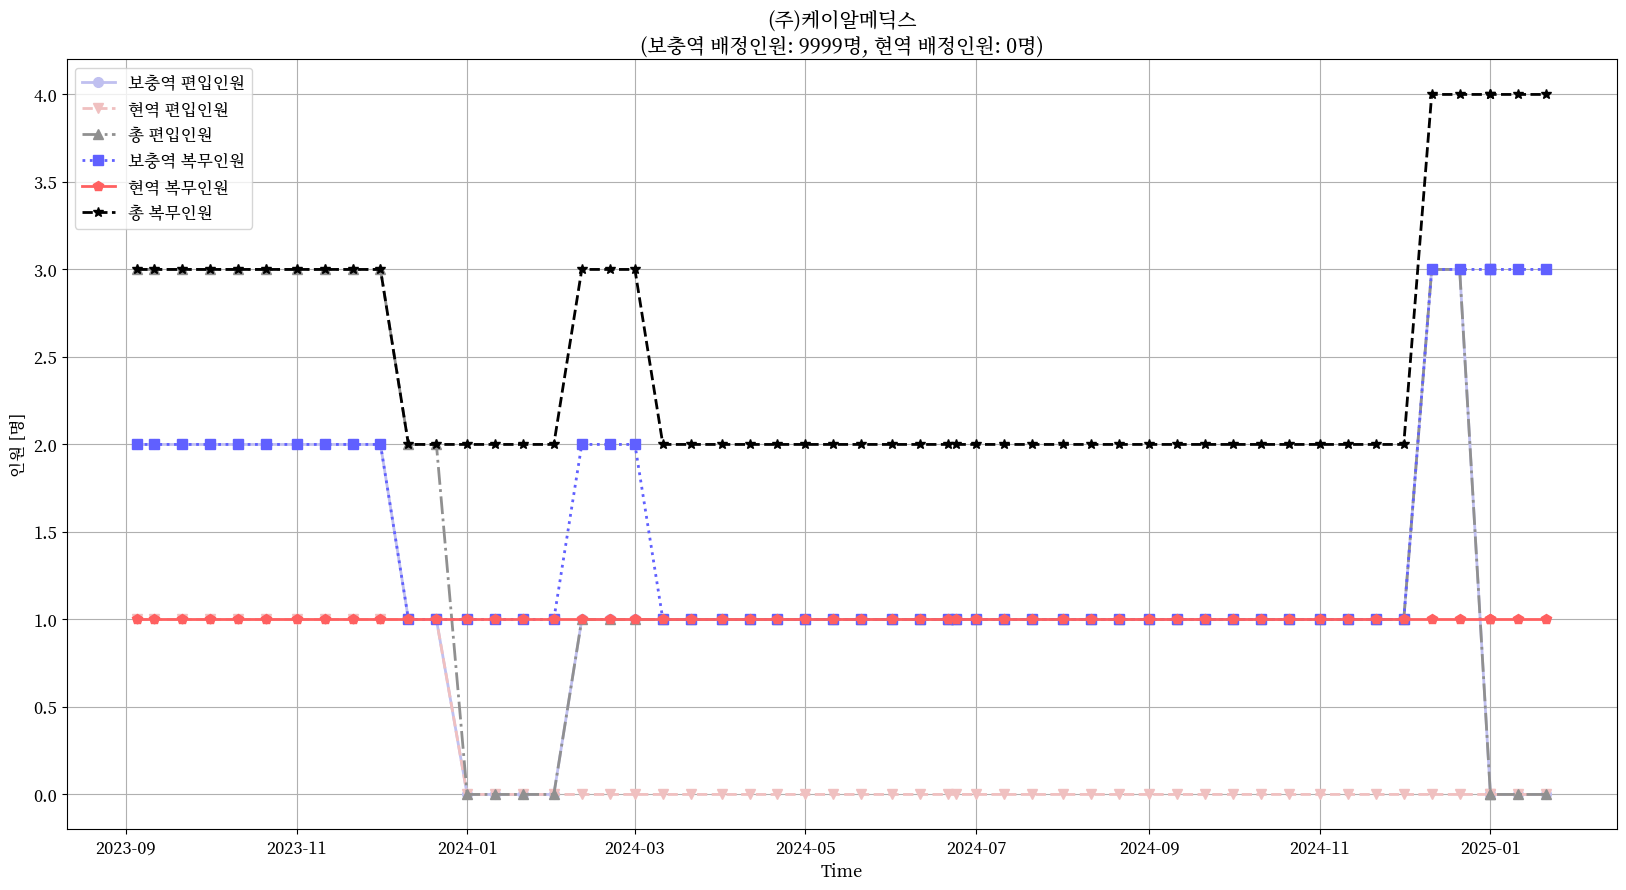 (주)케이알메딕스
(보충역 배정인원: 9999명, 현역 배정인원: 0명)
보충역 편입인원
현역 편입인원
총 편입인원
보충역 복무인원
현역 복무인원
총 복무인원
4.0
3.5
3.0
2.5
2.0
1.5
1.0
0.5
0.0
인원 [명]
2023-09
2023-11
2024-01
2024-03
2024-05
2024-07
2024-09
2024-11
2025-01
Time